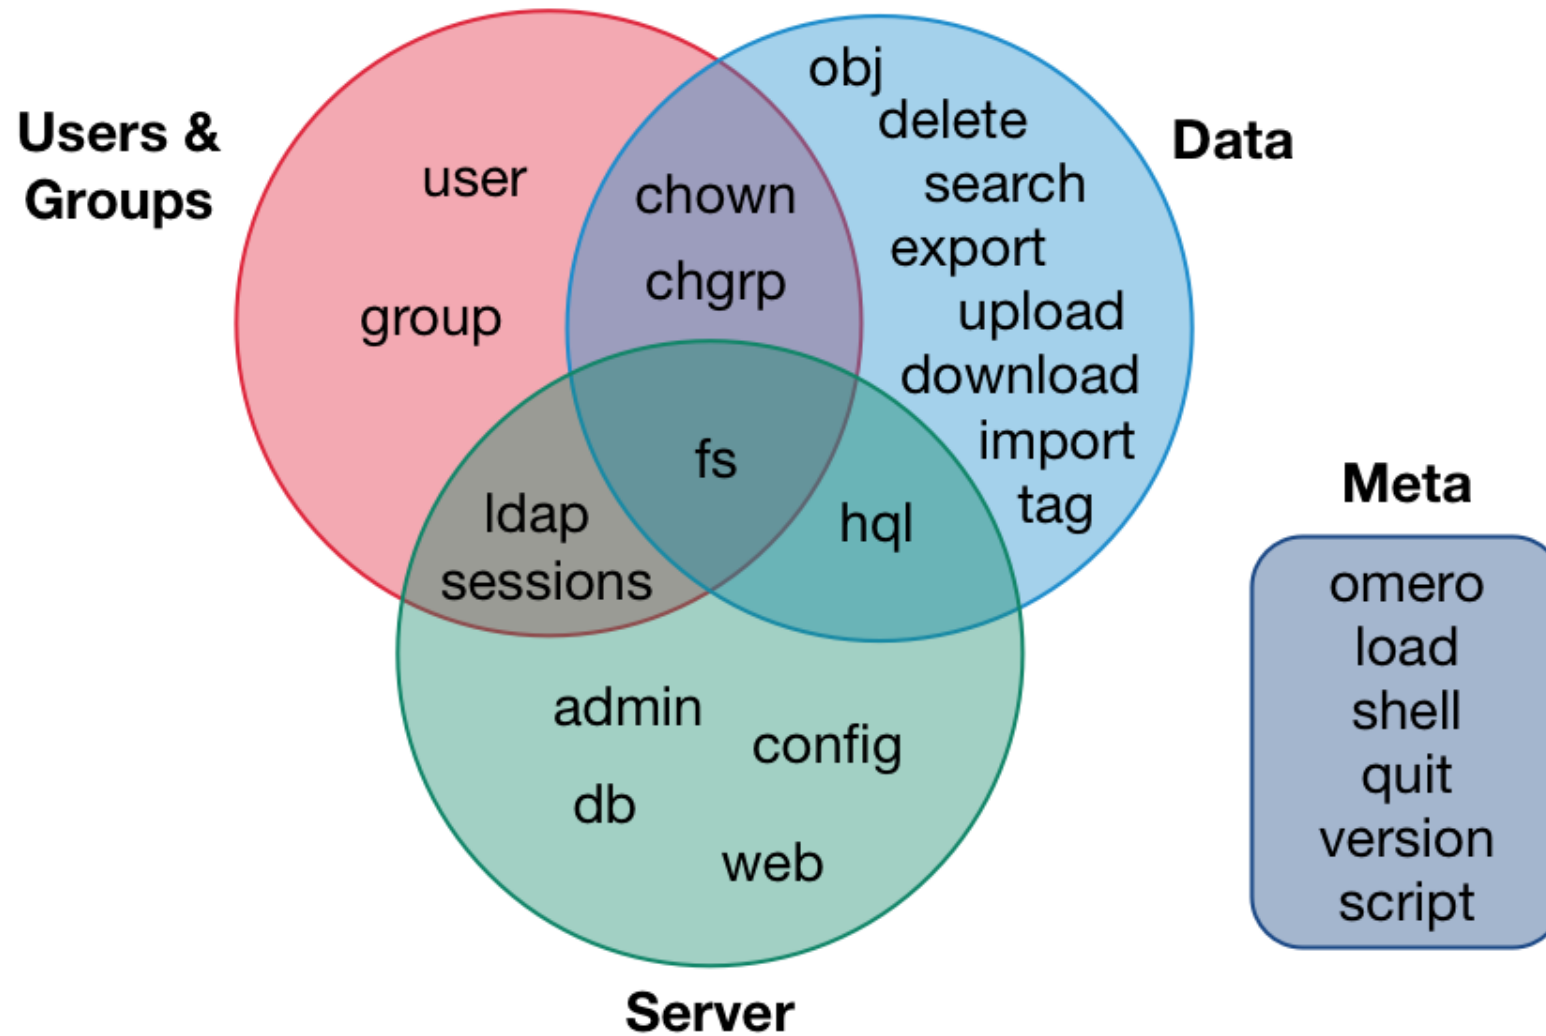 Users &
Groups
user
group
chown
chgrp
Data
obj
delete
search
export
upload
download
import
tag
fs
ldap
sessions
hql
admin
config
db
web
Server
Meta
omero
load
shell
quit
version
script